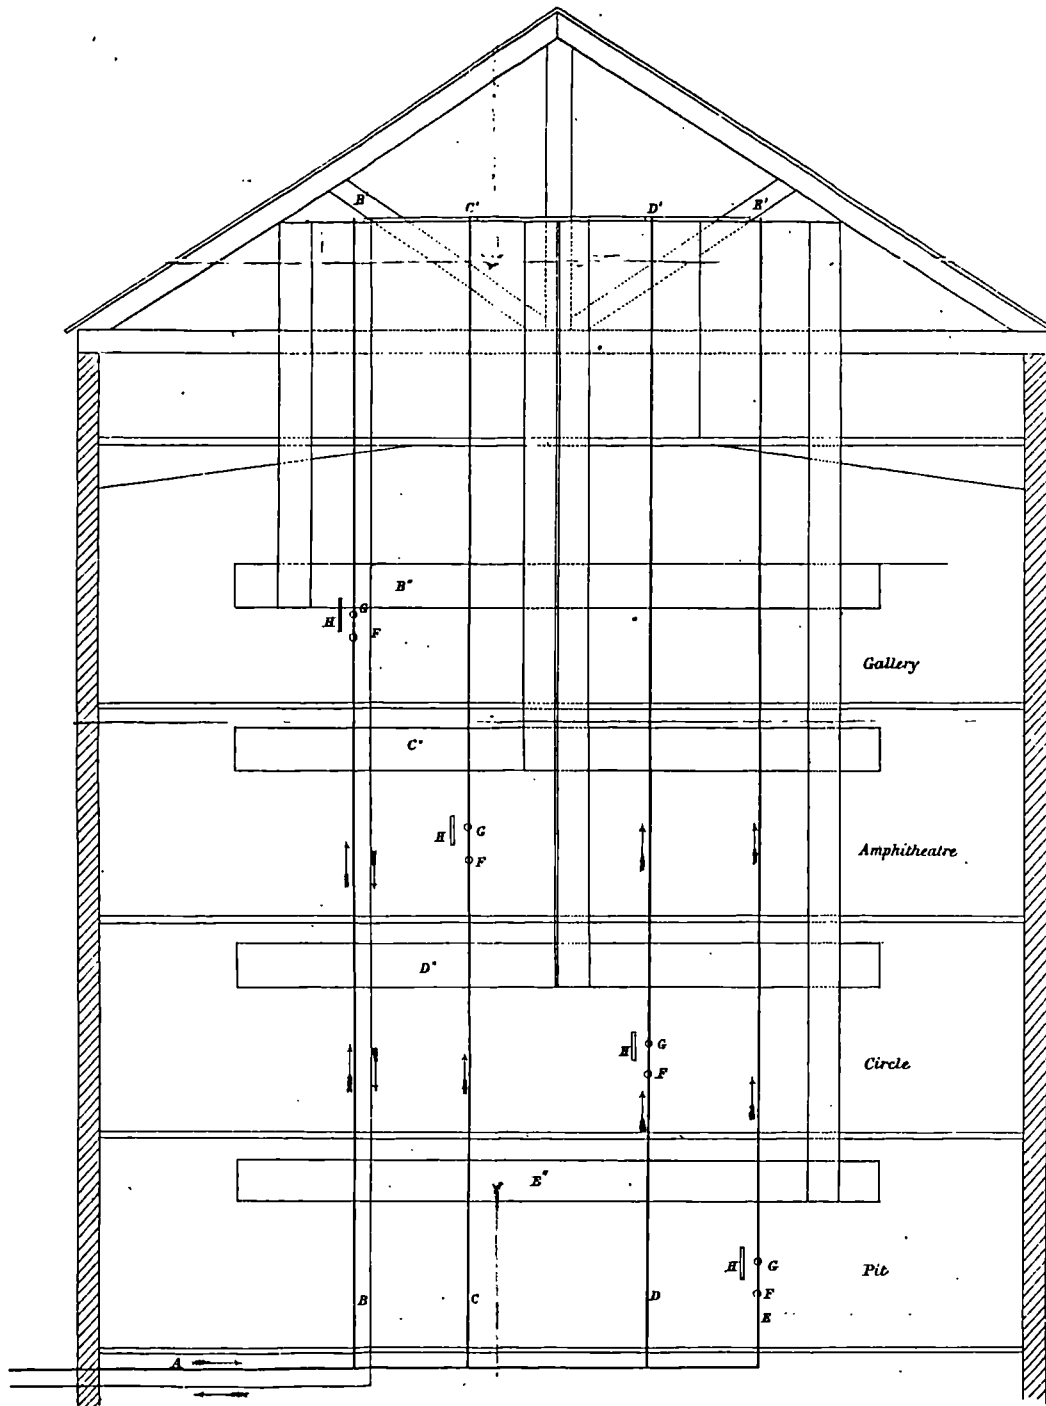 B' C' D' E'
B"
G
H
F
Gallery
C"
G
H
F
Amphitheatre
D"
G
H
F
Circle
E"
G
H
F
Pit
B C D E
A